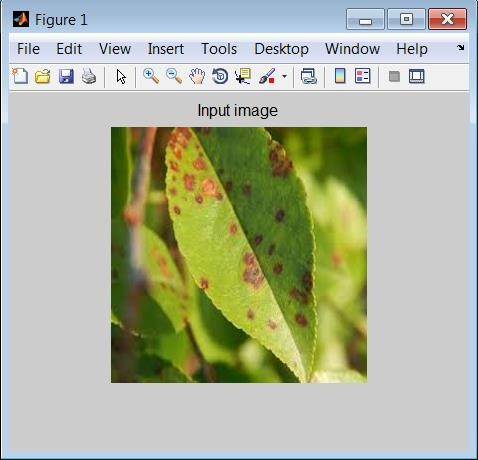 Figure 1
File Edit View Insert Tools Desktop Window Help
Input image